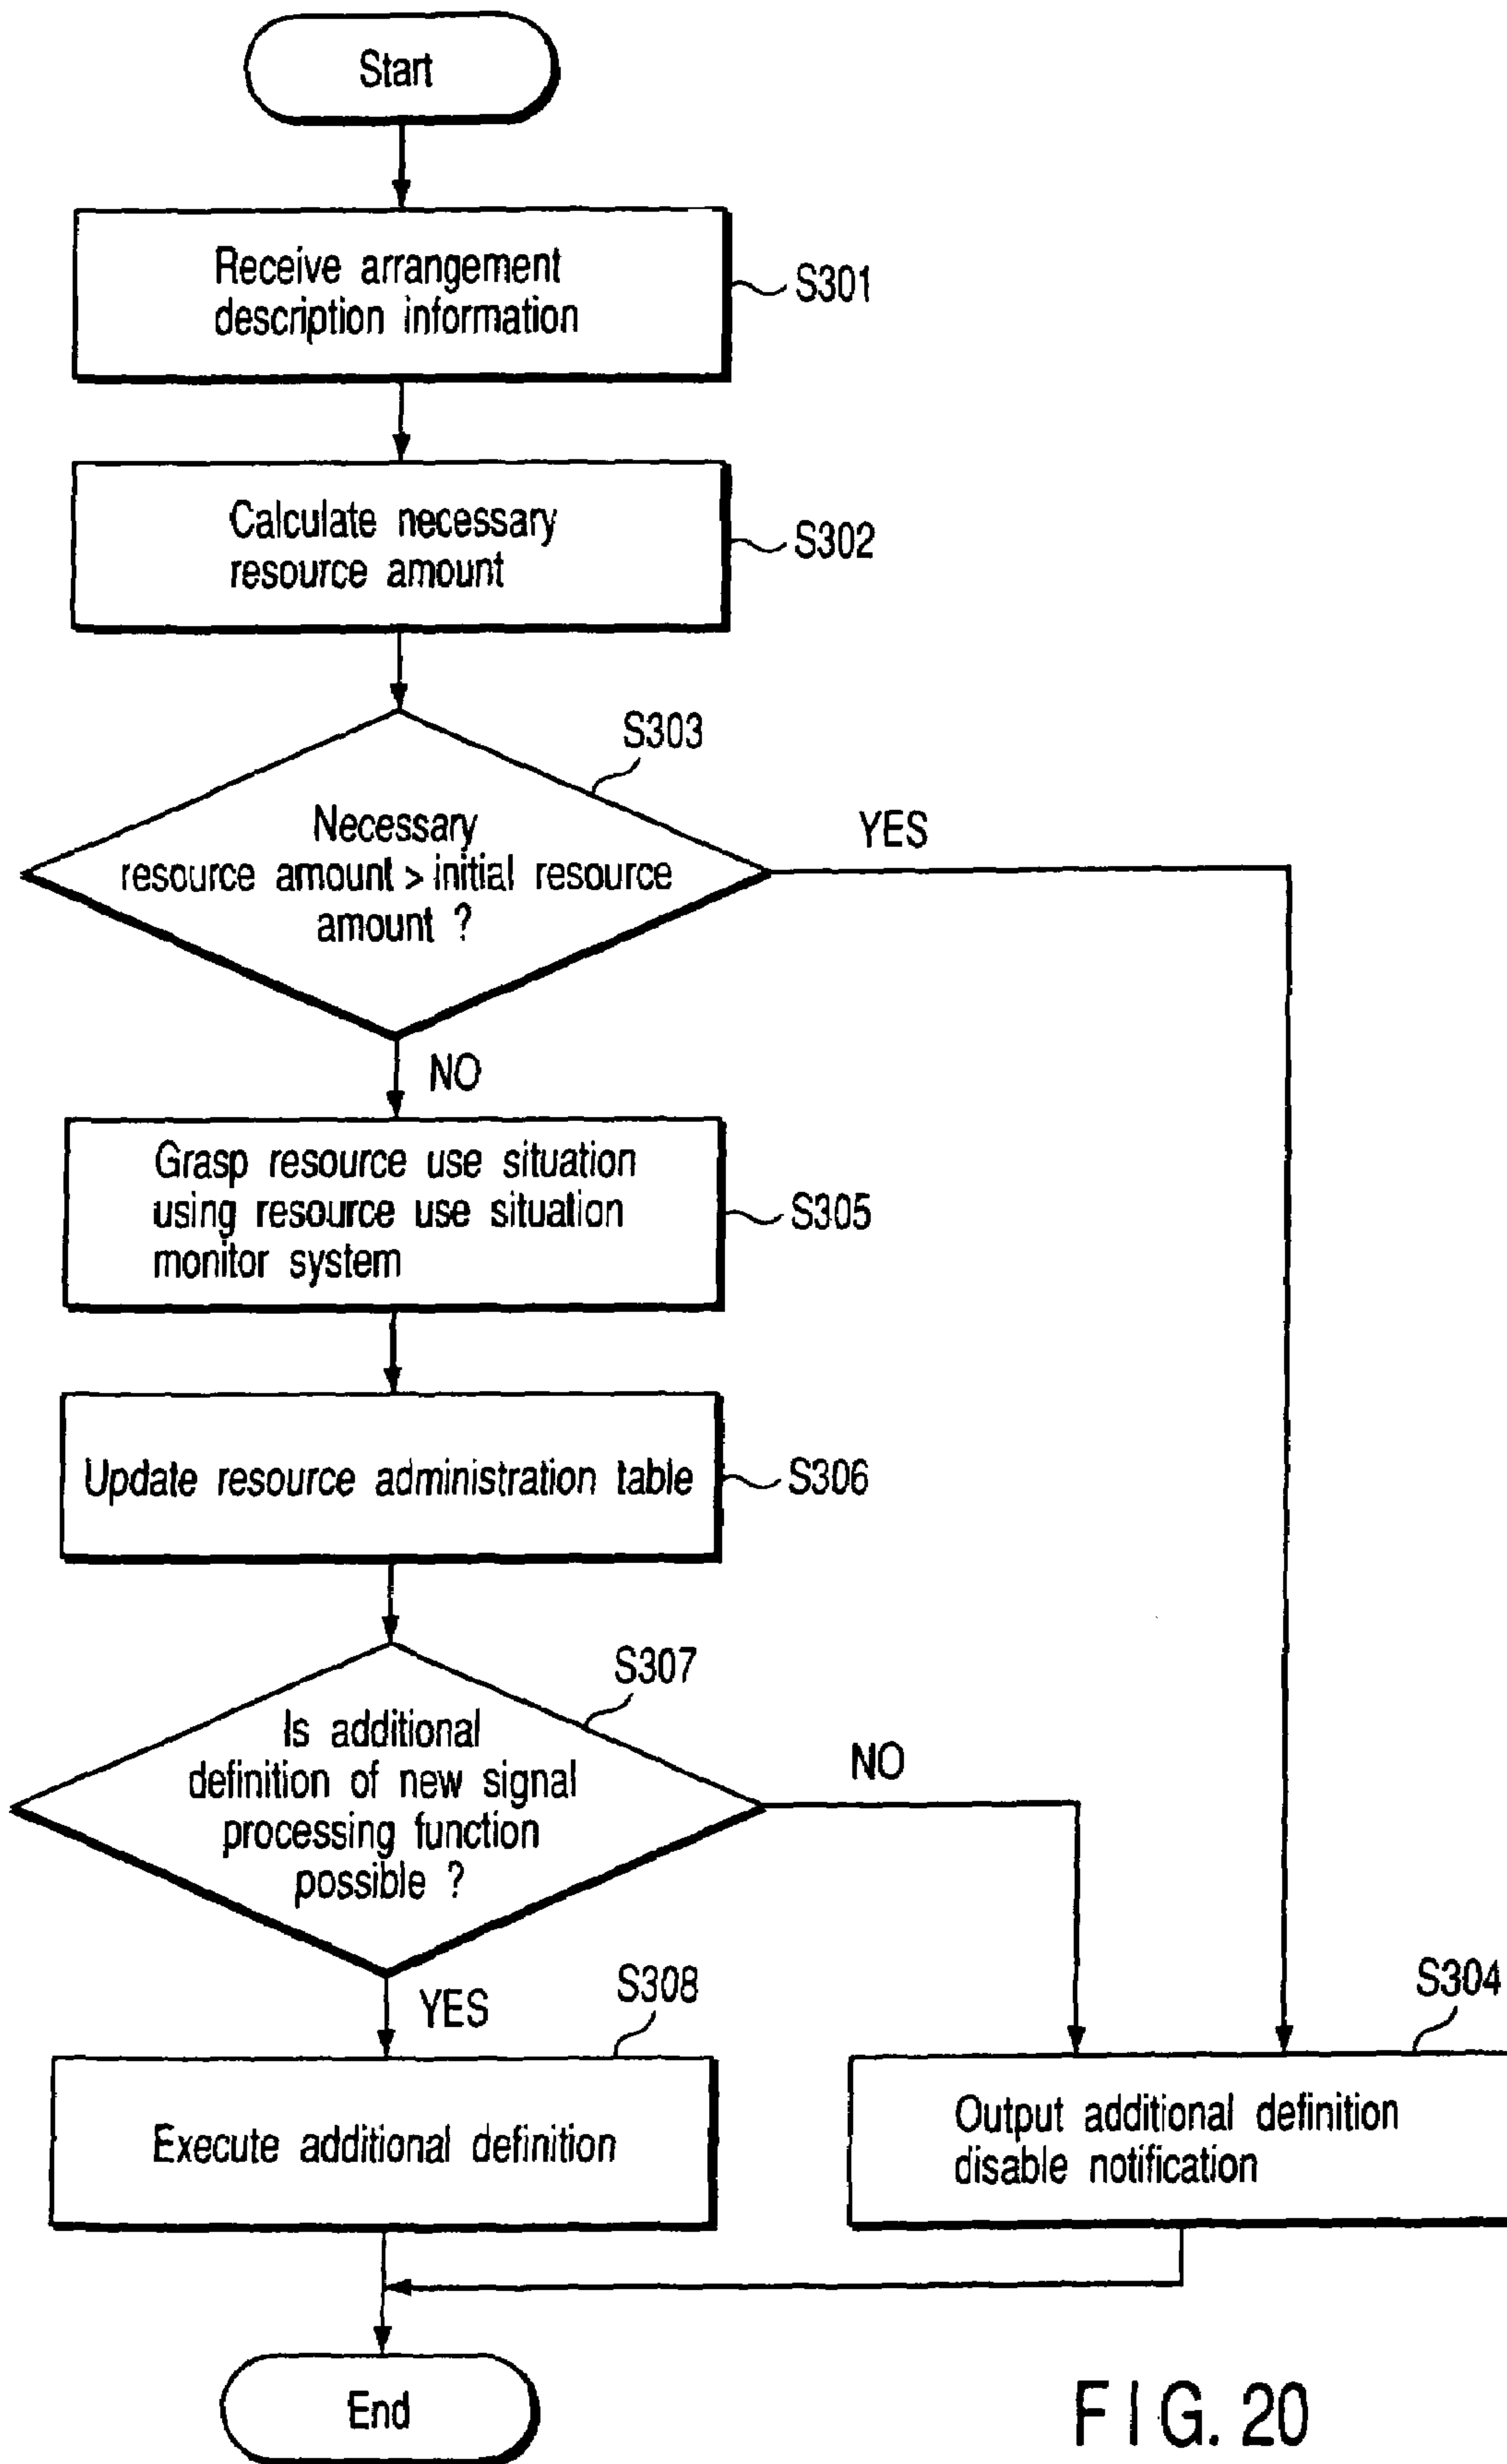 Start
Receive arrangement
description information
S301
Calculate necessary
resource amount
S302
S303
Necessary
resource amount > initial resource
amount ?
YES
NO
Grasp resource use situation
using resource use situation
monitor system
S305
Update resource administration table
S306
S307
Is additional
definition of new signal
processing function
possible ?
NO
YES
S308
Execute additional definition
S304
Output additional definition
disable notification
End
FIG. 20